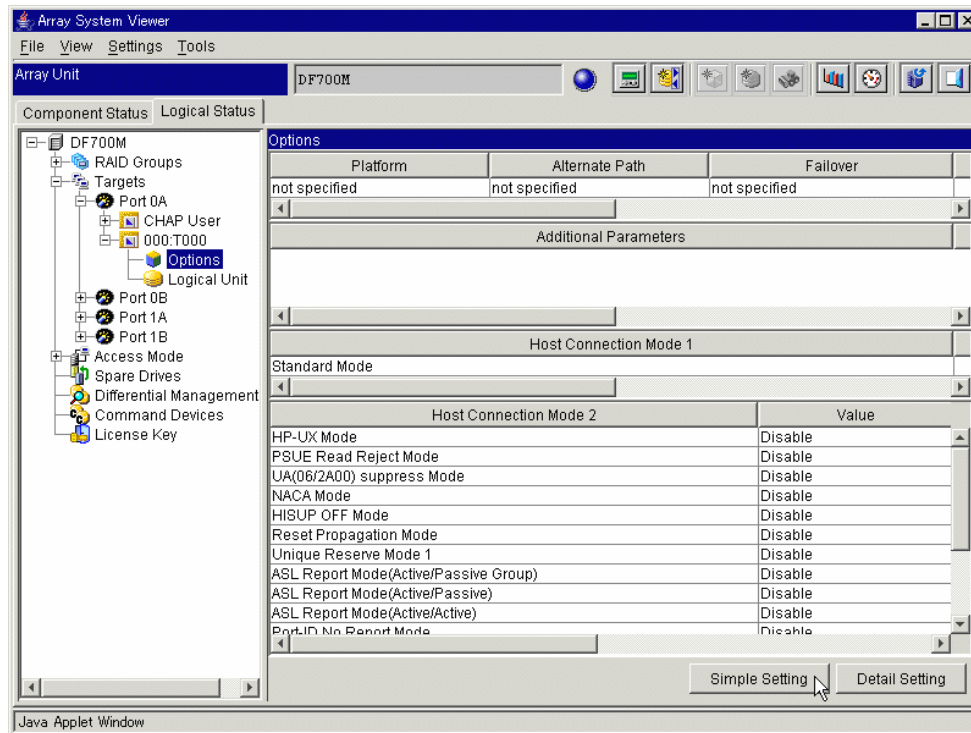 Array System Viewer
File View Settings Tools
Array Unit
DF700M
Component Status Logical Status
DF700M
RAID Groups
Targets
Port 0A
CHAP User
000:T000
Options
Logical Unit
Port 0B
Port 1A
Port 1B
Access Mode
Spare Drives
Differential Management
Command Devices
License Key
Options
Platform Alternate Path Failover
not specified not specified not specified
Additional Parameters
Host Connection Mode 1
Standard Mode
Host Connection Mode 2 Value
HP-UX Mode Disable
PSUE Read Reject Mode Disable
UA(06/2A00) suppress Mode Disable
NACA Mode Disable
HISUP OFF Mode Disable
Reset Propagation Mode Disable
Unique Reserve Mode 1 Disable
ASL Report Mode(Active/Passive Group) Disable
ASL Report Mode(Active/Passive) Disable
ASL Report Mode(Active/Active) Disable
Port-ID No Report Mode Disable
Simple Setting Detail Setting
Java Applet Window